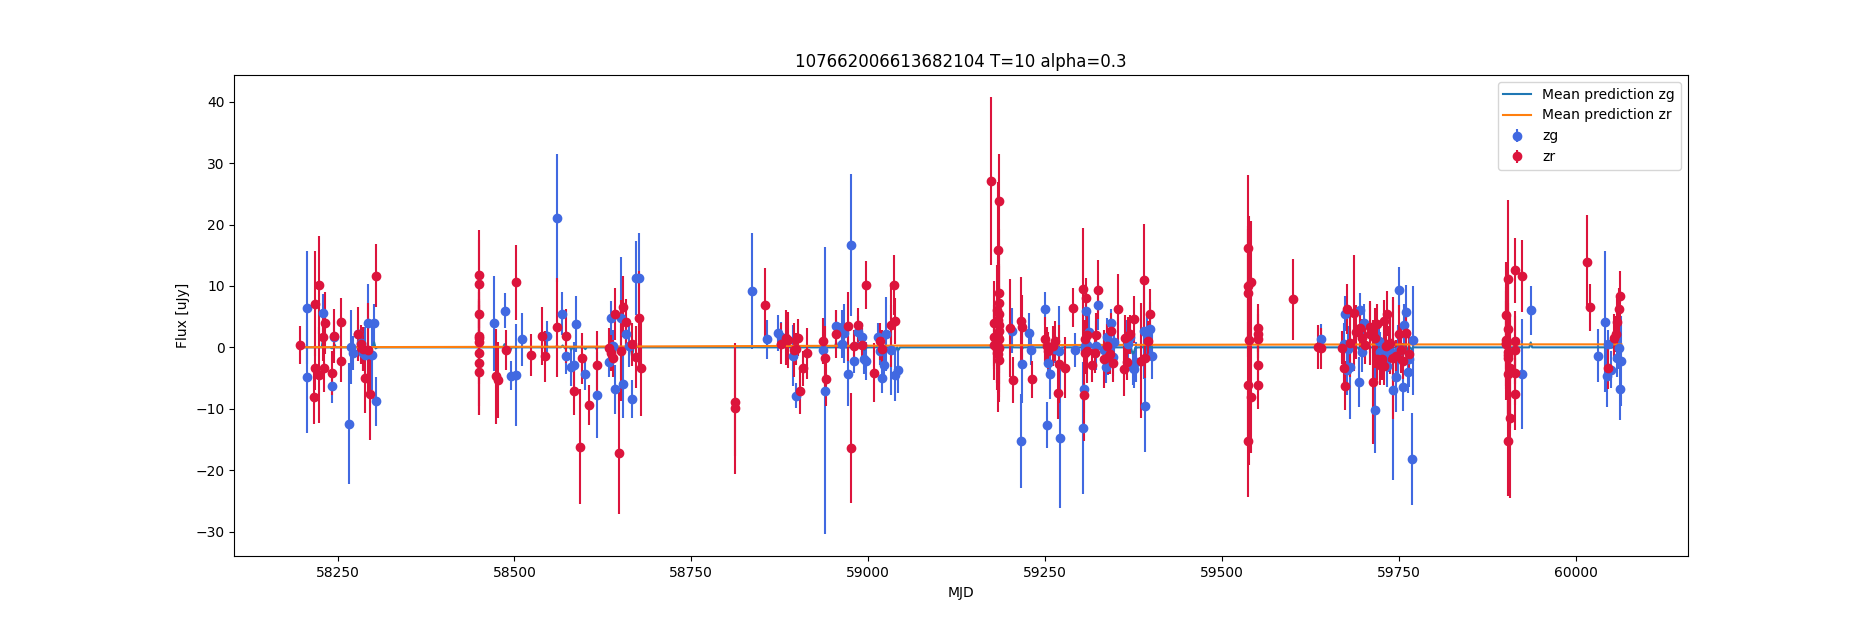 107662006613682104 T=10 alpha=0.3
Mean prediction zg
Mean prediction zr
zg
zr
Flux [uJy]
40
30
20
10
0
−10
−20
−30
58250 58500 58750 59000 59250 59500 59750 60000
MJD